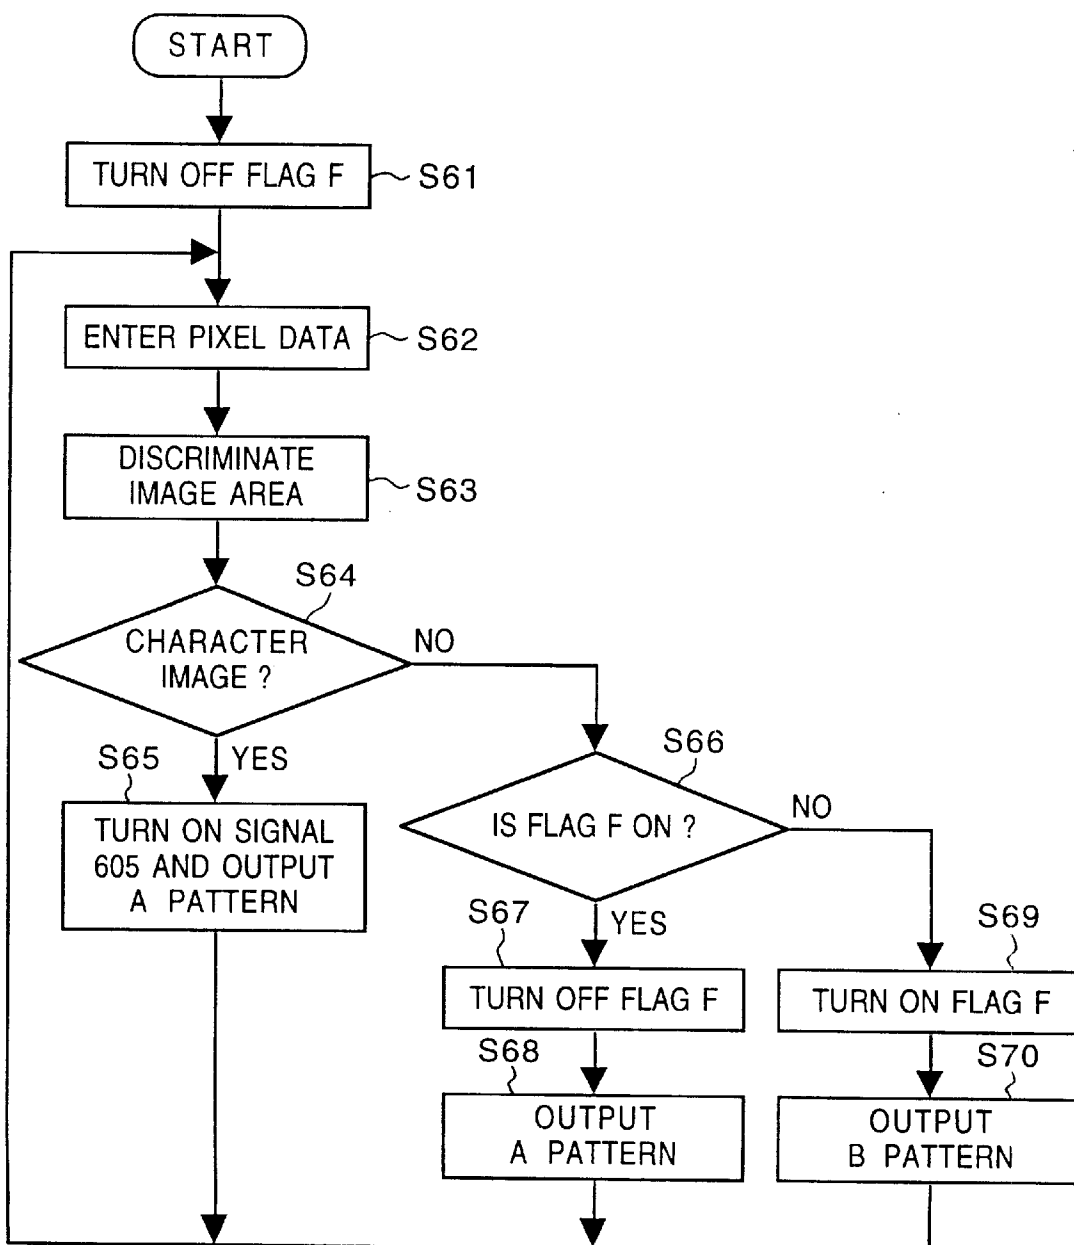 START
TURN OFF FLAG F
S61
ENTER PIXEL DATA
S62
DISCRIMINATE
IMAGE AREA
S63
S64
CHARACTER
IMAGE ?
NO
YES
S65
TURN ON SIGNAL
605 AND OUTPUT
A PATTERN
S66
IS FLAG F ON ?
NO
YES
S67
TURN OFF FLAG F
S69
TURN ON FLAG F
S68
OUTPUT
A PATTERN
S70
OUTPUT
B PATTERN